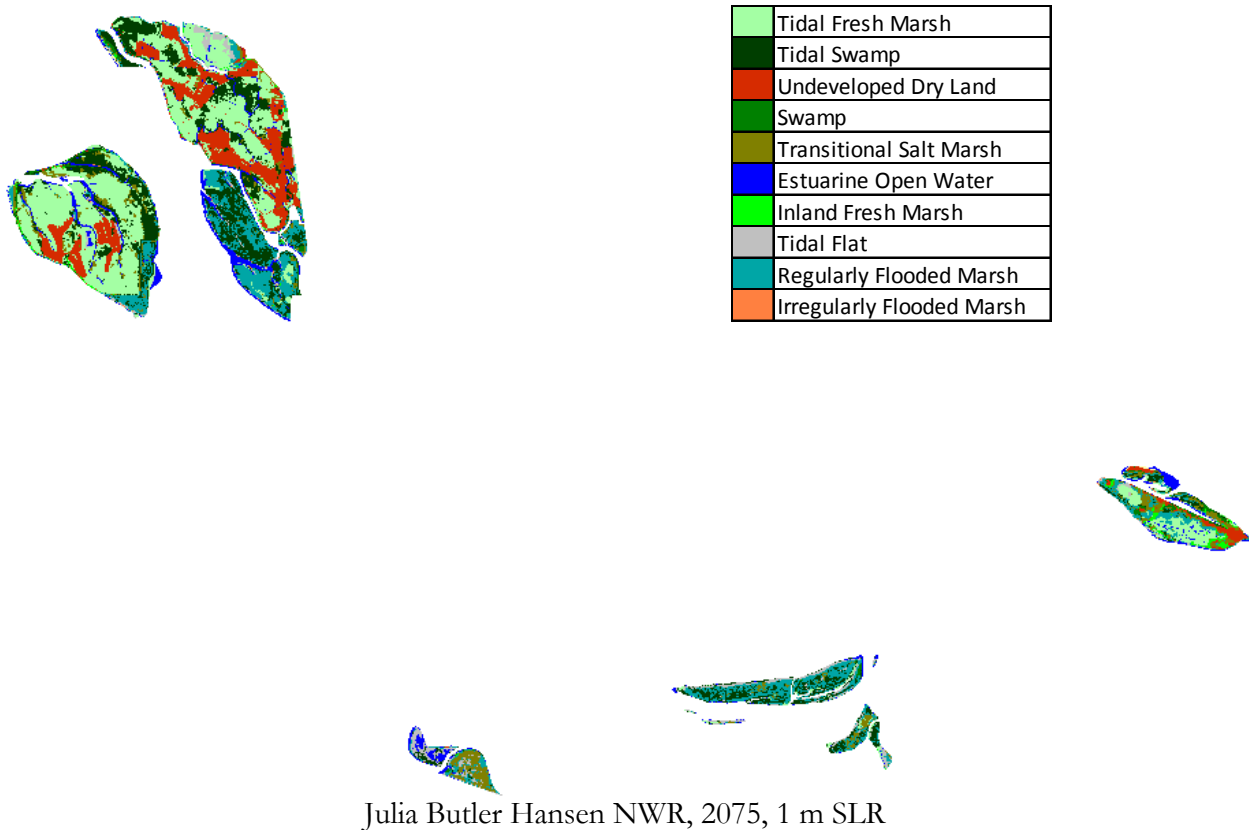 Tidal Fresh Marsh
Tidal Swamp
Undeveloped Dry Land
Swamp
Transitional Salt Marsh
Estuarine Open Water
Inland Fresh Marsh
Tidal Flat
Regularly Flooded Marsh
Irregularly Flooded Marsh
Julia Butler Hansen NWR, 2075, 1 m SLR